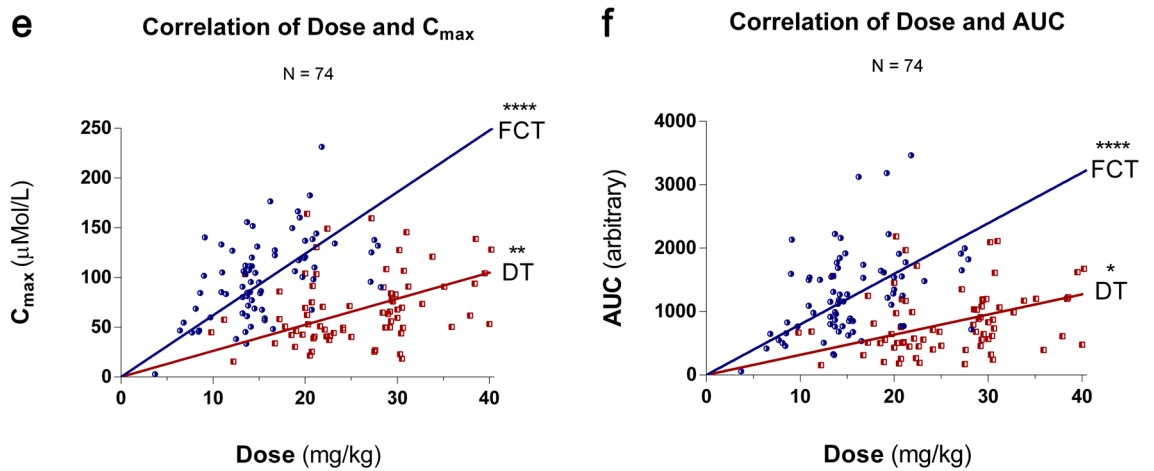 e
Correlation of Dose and Cmax
N = 74
****
FCT
**
DT
250
200
150
100
50
0
Cmax (μMol/L)
0 10 20 30 40
Dose (mg/kg)
f
Correlation of Dose and AUC
N = 74
****
FCT
*
DT
4000
3000
2000
1000
0
AUC (arbitrary)
0 10 20 30 40
Dose (mg/kg)